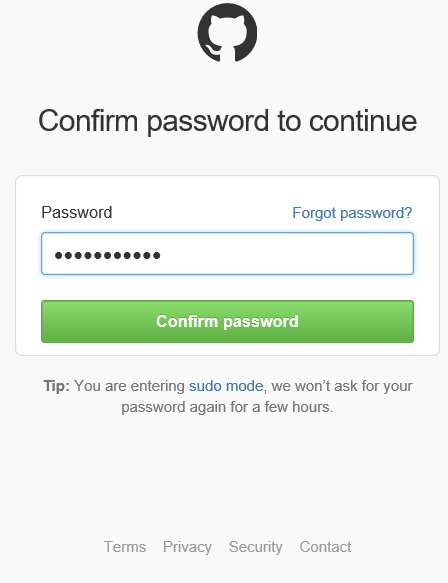 Confirm password to continue
Password
Forgot password?
●●●●●●●●●●●
Confirm password
Tip: You are entering sudo mode, we won’t ask for your
password again for a few hours.
Terms Privacy Security Contact